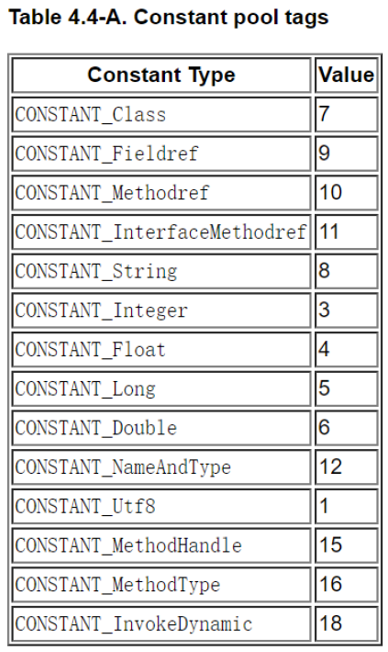 Table 4.4-A. Constant pool tags
Constant Type Value
CONSTANT_Class 7
CONSTANT_Fieldref 9
CONSTANT_Methodref 10
CONSTANT_InterfaceMethodref 11
CONSTANT_String 8
CONSTANT_Integer 3
CONSTANT_Float 4
CONSTANT_Long 5
CONSTANT_Double 6
CONSTANT_NameAndType 12
CONSTANT_Utf8 1
CONSTANT_MethodHandle 15
CONSTANT_MethodType 16
CONSTANT_InvokeDynamic 18